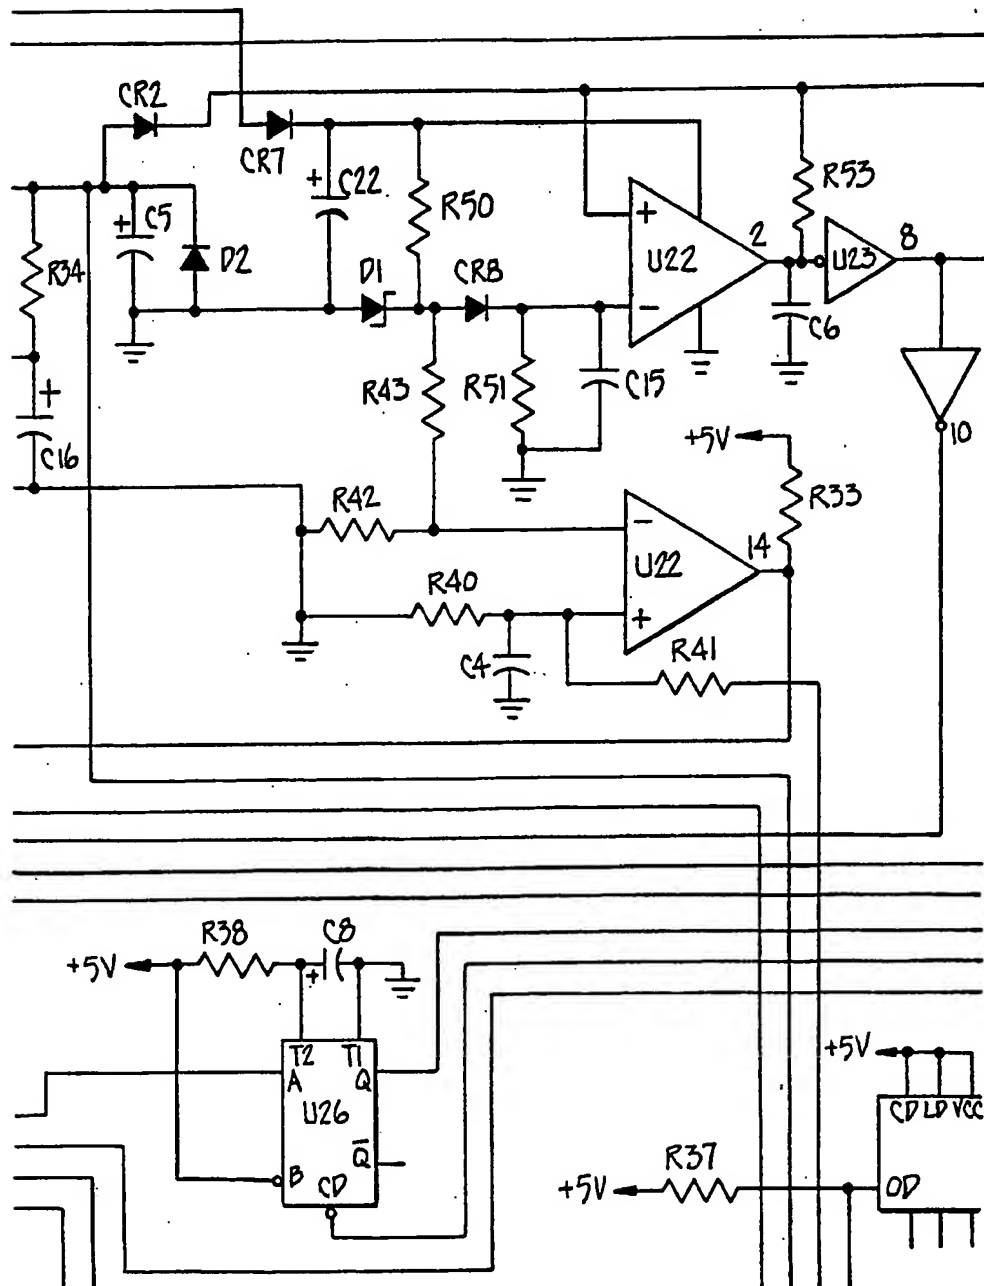 CR2
CR7
+ C22
R50
R53
+ C5
D2
R34
D1
CR8
+
U22
−
2
U23
8
C6
R43
R51
C15
+
C16
+5V
10
R33
R42
−
U22
+
14
R40
C4
R41
R38
C8
+5V
+
T2 T1
A Q
U26
Q̅
B
CD
+5V
CD LD VCC
R37
+5V
OD